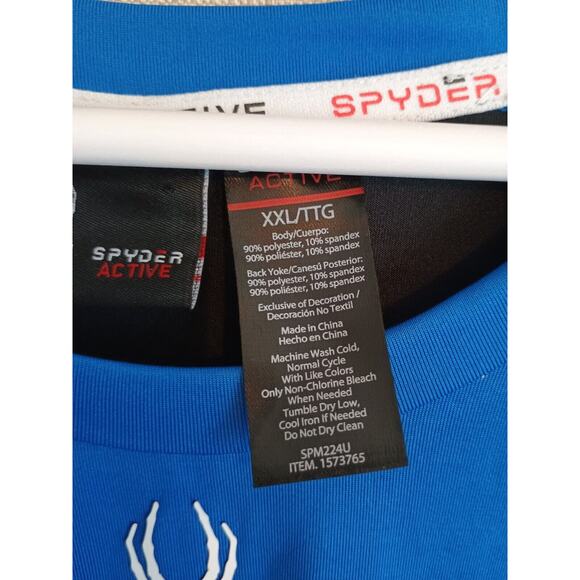 SPYDER
SPYDER
ACTIVE
ACTIVE
XXL/TTG
Body/Cuerpo:
90% polyester, 10% spandex
90% poliéster, 10% spandex
Back Yoke/Canesú Posterior:
90% polyester, 10% spandex
90% poliéster, 10% spandex
Exclusive of Decoration /
Decoración No Textil
Made in China
Hecho en China
Machine Wash Cold,
Normal Cycle
With Like Colors
Only Non-Chlorine Bleach
When Needed
Tumble Dry Low,
Cool Iron if Needed
Do Not Dry Clean
SPM224U
ITEM. 1573765